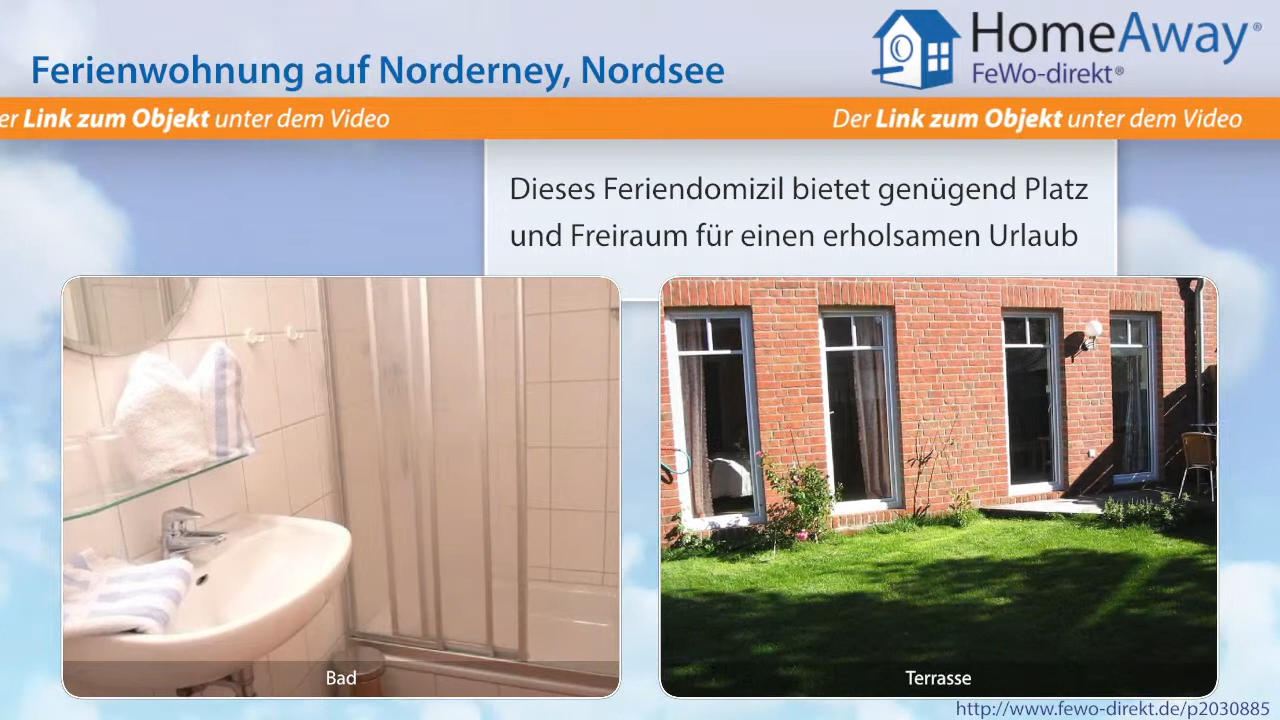 Ferienwohnung auf Norderney, Nordsee
HomeAway®
FeWo-direkt®
er Link zum Objekt unter dem Video
Der Link zum Objekt unter dem Video
Dieses Feriendomizil bietet genügend Platz
und Freiraum für einen erholsamen Urlaub
Bad
Terrasse
http://www.fewo-direkt.de/p2030885